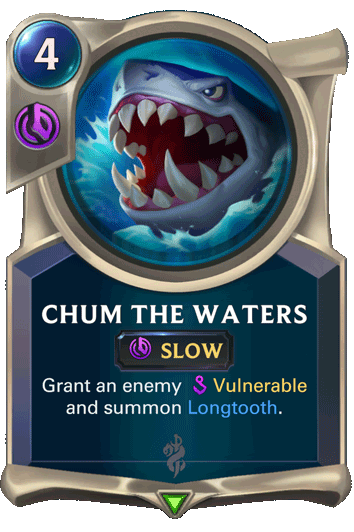 4
CHUM THE WATERS
SLOW
Grant an enemy Vulnerable
and summon Longtooth.